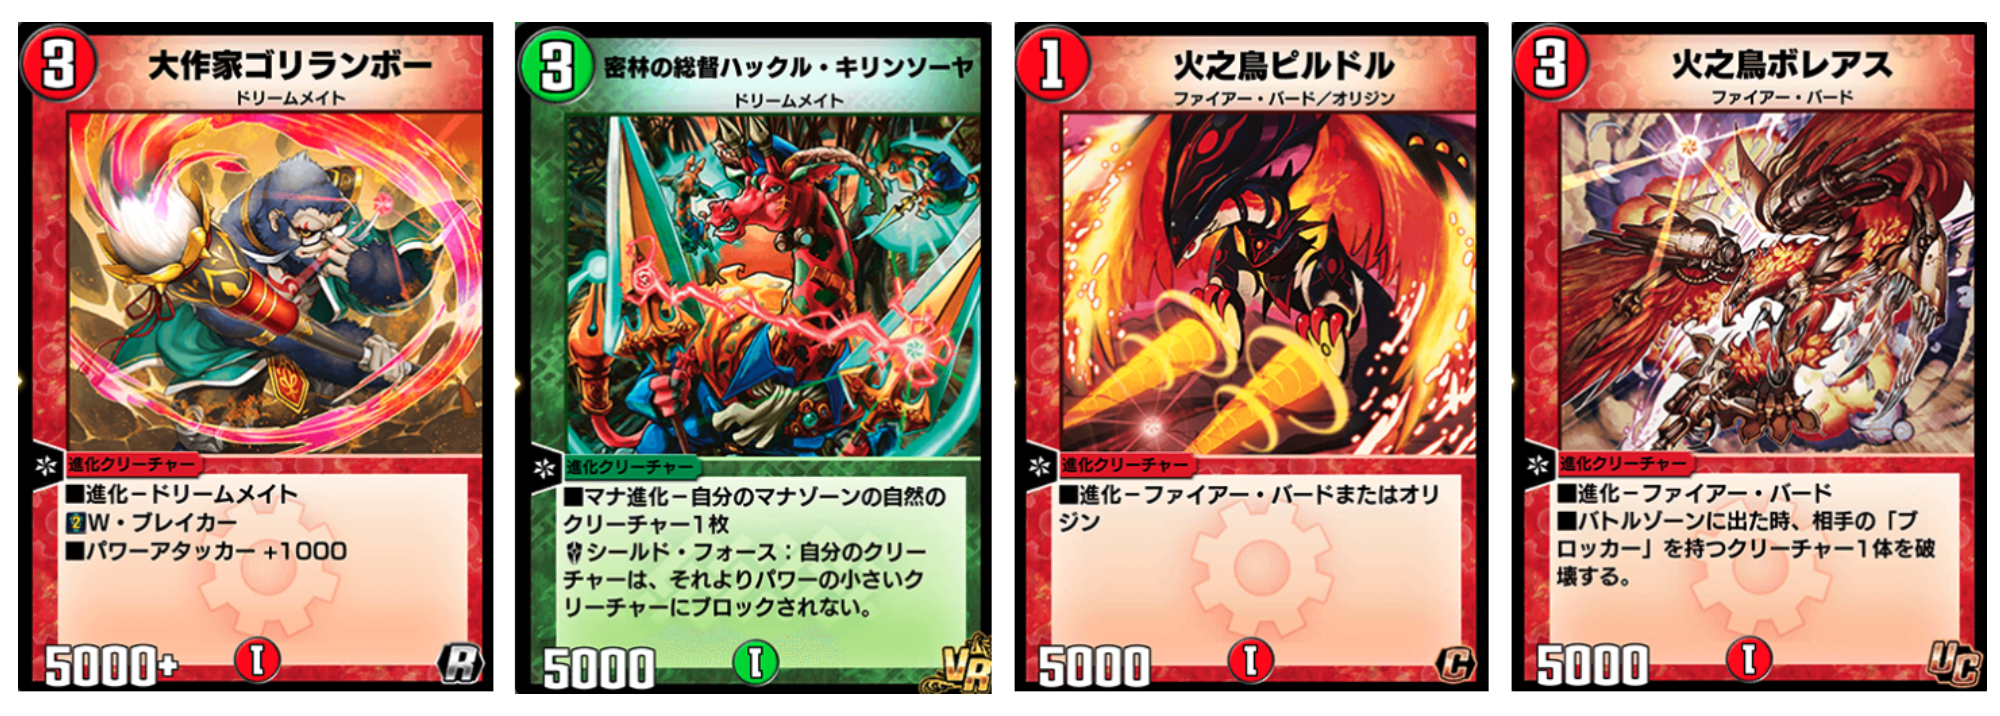 3
大作家ゴリランボー
ドリームメイト
進化クリーチャー
■進化－ドリームメイト
2W・ブレイカー
■パワーアタッカー +1000
5000+
I
R
3
密林の総督ハックル・キリンソーヤ
ドリームメイト
進化クリーチャー
■マナ進化－自分のマナゾーンの自然の
クリーチャー1枚
シールド・フォース：自分のクリー
チャーは、それよりパワーの小さいク
リーチャーにブロックされない。
5000
I
VR
1
火之鳥ピルドル
ファイアー・バード／オリジン
進化クリーチャー
■進化－ファイアー・バードまたはオリ
ジン
5000
I
C
3
火之鳥ボレアス
ファイアー・バード
進化クリーチャー
■進化－ファイアー・バード
■バトルゾーンに出た時、相手の「ブ
ロッカー」を持つクリーチャー1体を破
壊する。
5000
I
UC